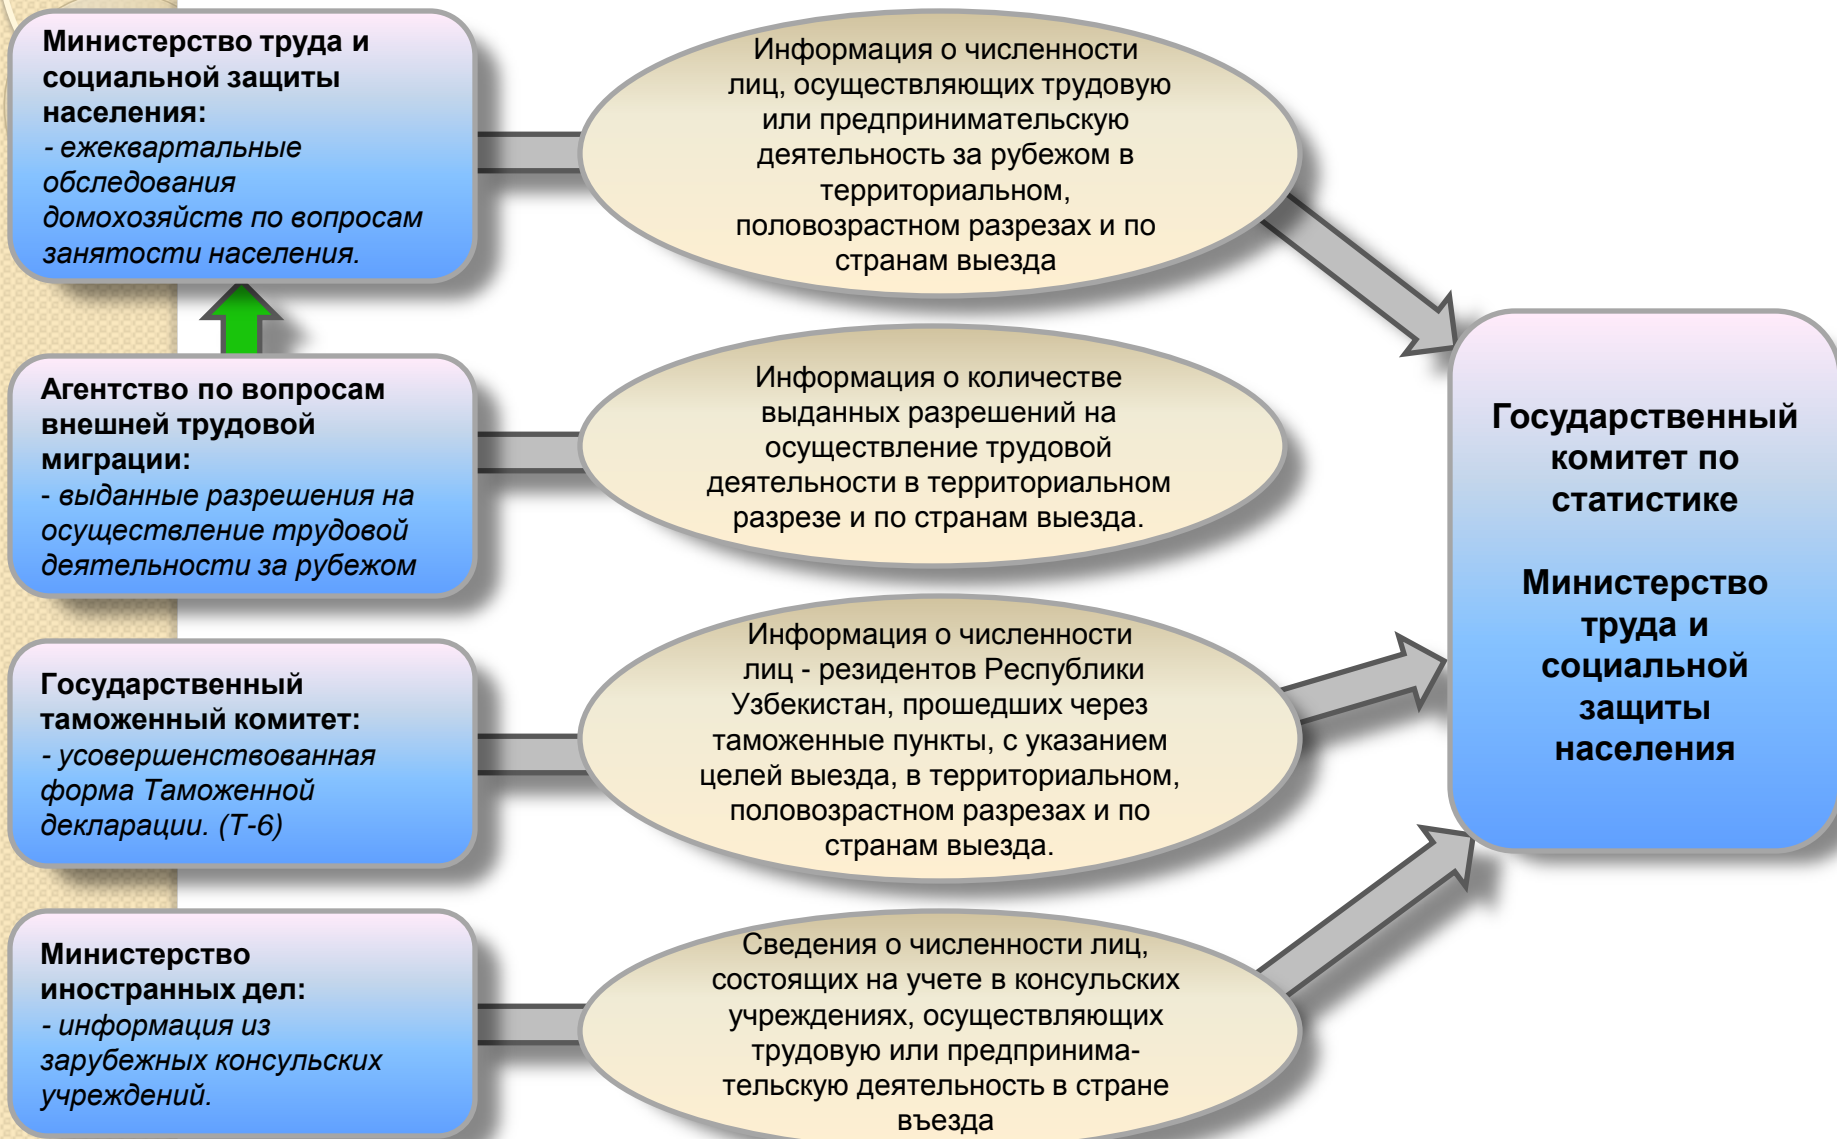 Министерство труда и
социальной защиты
населения:
- ежеквартальные
обследования
домохозяйств по вопросам
занятости населения.
Информация о численности
лиц, осуществляющих трудовую
или предпринимательскую
деятельность за рубежом в
территориальном,
половозрастном разрезах и по
странам выезда
Агентство по вопросам
внешней трудовой
миграции:
- выданные разрешения на
осуществление трудовой
деятельности за рубежом
Информация о количестве
выданных разрешений на
осуществление трудовой
деятельности в территориальном
разрезе и по странам выезда.
Государственный
таможенный комитет:
- усовершенствованная
форма Таможенной
декларации. (Т-6)
Информация о численности
лиц - резидентов Республики
Узбекистан, прошедших через
таможенные пункты, с указанием
целей выезда, в территориальном,
половозрастном разрезах и по
странам выезда.
Министерство
иностранных дел:
- информация из
зарубежных консульских
учреждений.
Сведения о численности лиц,
состоящих на учете в консульских
учреждениях, осуществляющих
трудовую или предпринима-
тельскую деятельность в стране
въезда
Государственный
комитет по
статистике
Министерство
труда и
социальной
защиты
населения